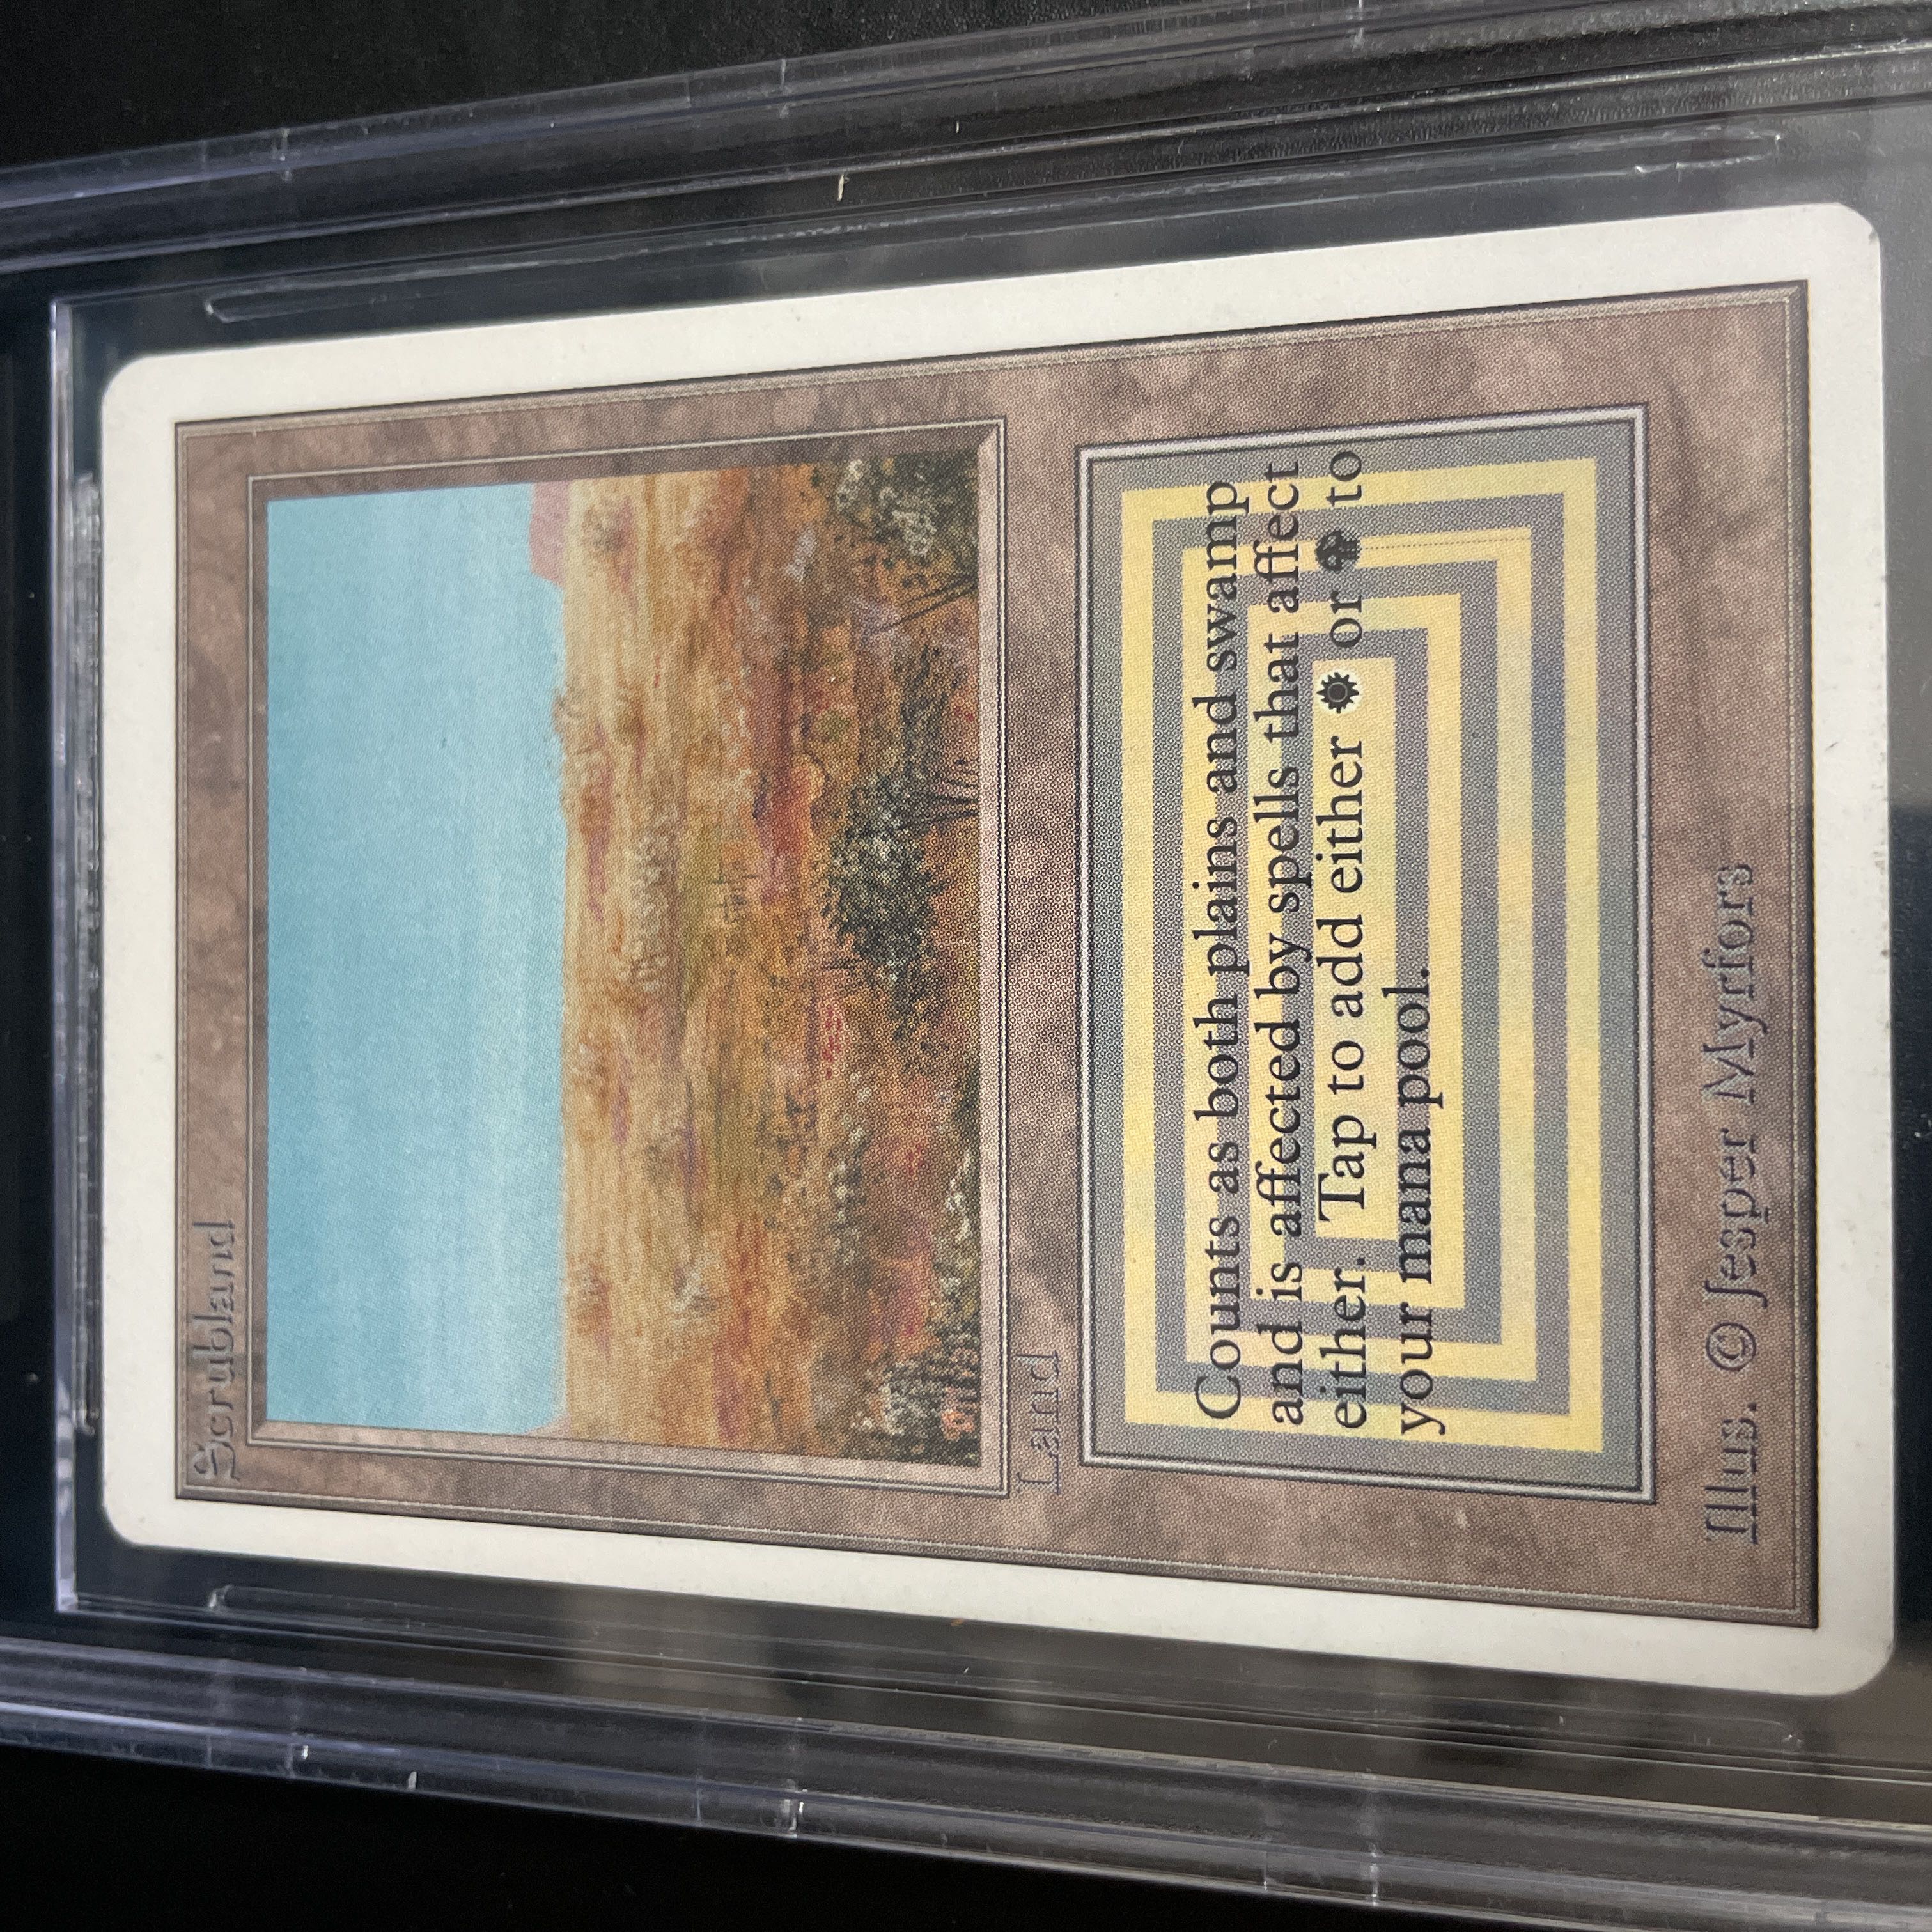 Scrubland
Land
Counts as both plains and swamp
and is affected by spells that affect
either. Tap to add either or to
your mana pool.
Illus. © Jesper Myrfors